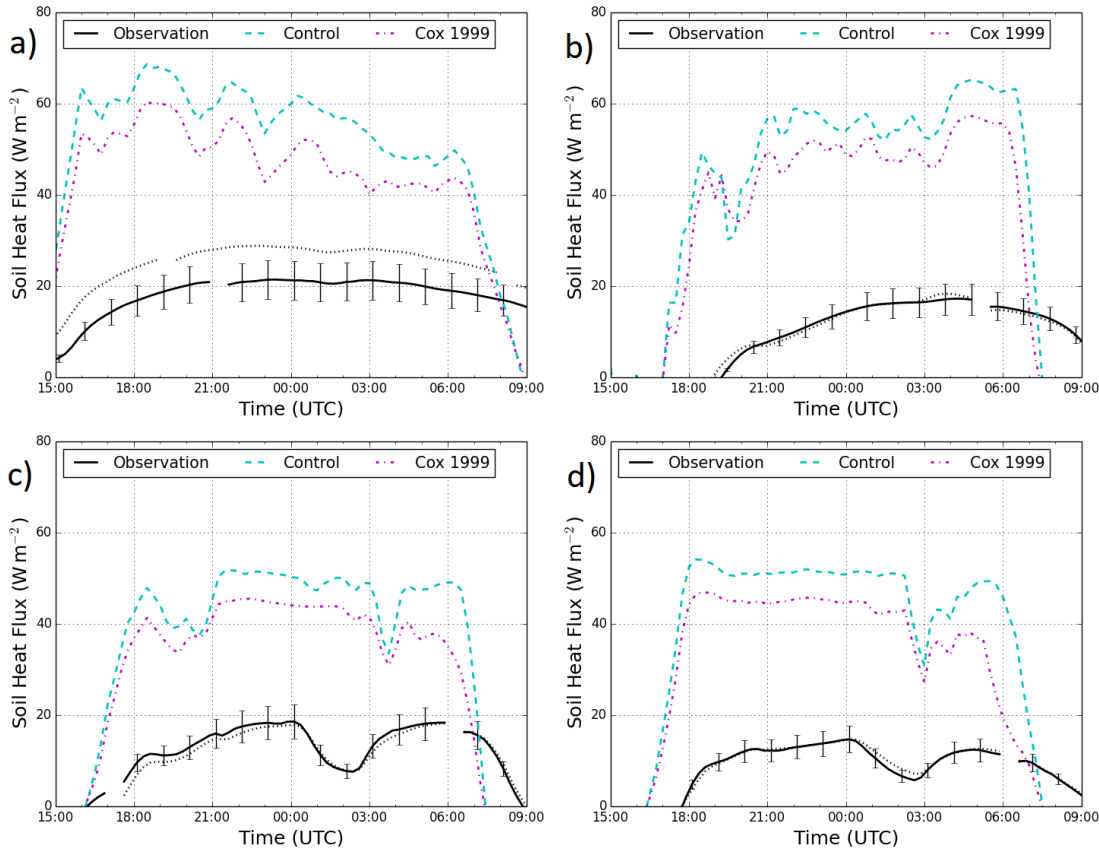 a)
Observation Control Cox 1999
Soil Heat Flux (W m⁻²)
80
60
40
20
0
15:00 18:00 21:00 00:00 03:00 06:00 09:00
Time (UTC)
b)
Observation Control Cox 1999
Soil Heat Flux (W m⁻²)
80
60
40
20
0
15:00 18:00 21:00 00:00 03:00 06:00 09:00
Time (UTC)
c)
Observation Control Cox 1999
Soil Heat Flux (W m⁻²)
80
60
40
20
0
15:00 18:00 21:00 00:00 03:00 06:00 09:00
Time (UTC)
d)
Observation Control Cox 1999
Soil Heat Flux (W m⁻²)
80
60
40
20
0
15:00 18:00 21:00 00:00 03:00 06:00 09:00
Time (UTC)